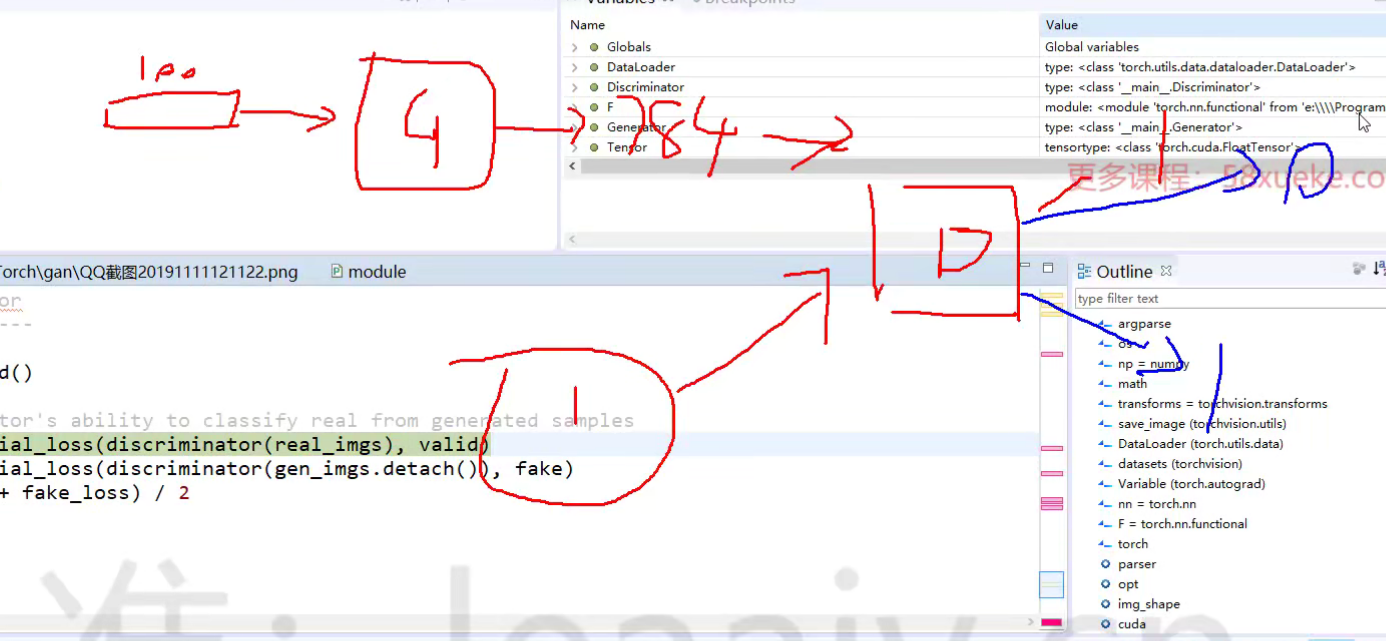 Variables Breakpoints
Name Value
Globals Global variables
DataLoader type: <class 'torch.utils.data.dataloader.DataLoader'>
Discriminator type: <class '__main__.Discriminator'>
F module: <module 'torch.nn.functional' from 'e:\\\\Program
Generator type: <class '__main__.Generator'>
Tensor tensortype: <class 'torch.cuda.FloatTensor'>
更多课程：58xueke.co
100
G
784
D
1
0
1
1
Torch\gan\QQ截图20191111121122.png module
or
---
d()
tor's ability to classify real from generated samples
ial_loss(discriminator(real_imgs), valid)
ial_loss(discriminator(gen_imgs.detach()), fake)
+ fake_loss) / 2
Outline
type filter text
argparse
os
np = numpy
math
transforms = torchvision.transforms
save_image (torchvision.utils)
DataLoader (torch.utils.data)
datasets (torchvision)
Variable (torch.autograd)
nn = torch.nn
F = torch.nn.functional
torch
parser
opt
img_shape
cuda